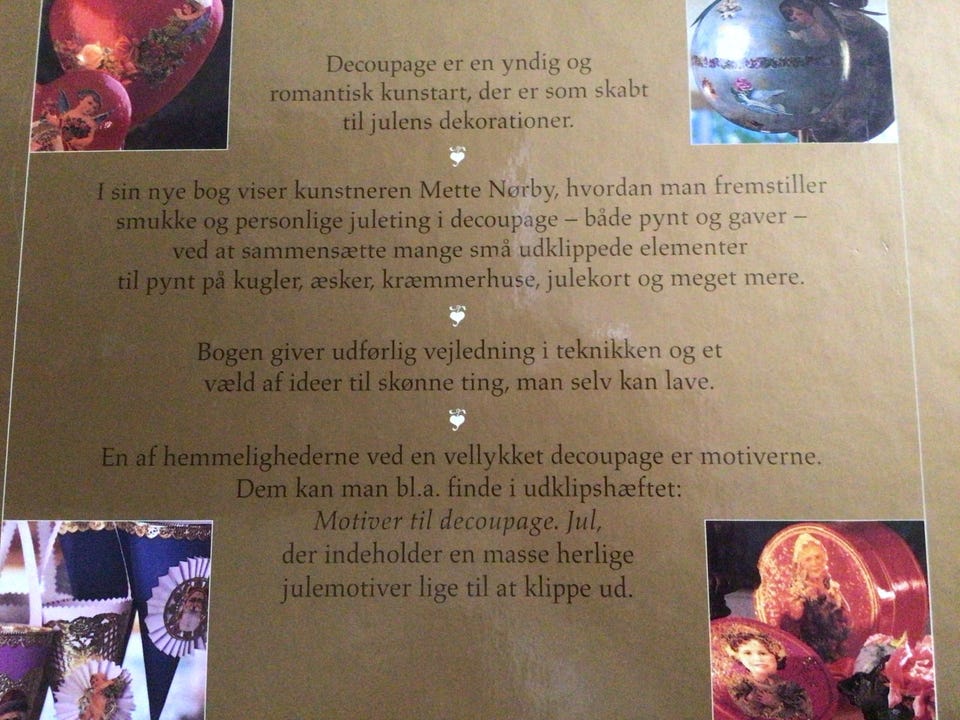 Decoupage er en yndig og
romantisk kunstart, der er som skabt
til julens dekorationer.
I sin nye bog viser kunstneren Mette Nørby, hvordan man fremstiller
smukke og personlige juleting i decoupage – både pynt og gaver –
ved at sammensætte mange små udklippede elementer
til pynt på kugler, æsker, kræmmerhuse, julekort og meget mere.
Bogen giver udførlig vejledning i teknikken og et
væld af ideer til skønne ting, man selv kan lave.
En af hemmelighederne ved en vellykket decoupage er motiverne.
Dem kan man bl.a. finde i udklipshæftet:
Motiver til decoupage. Jul,
der indeholder en masse herlige
julemotiver lige til at klippe ud.